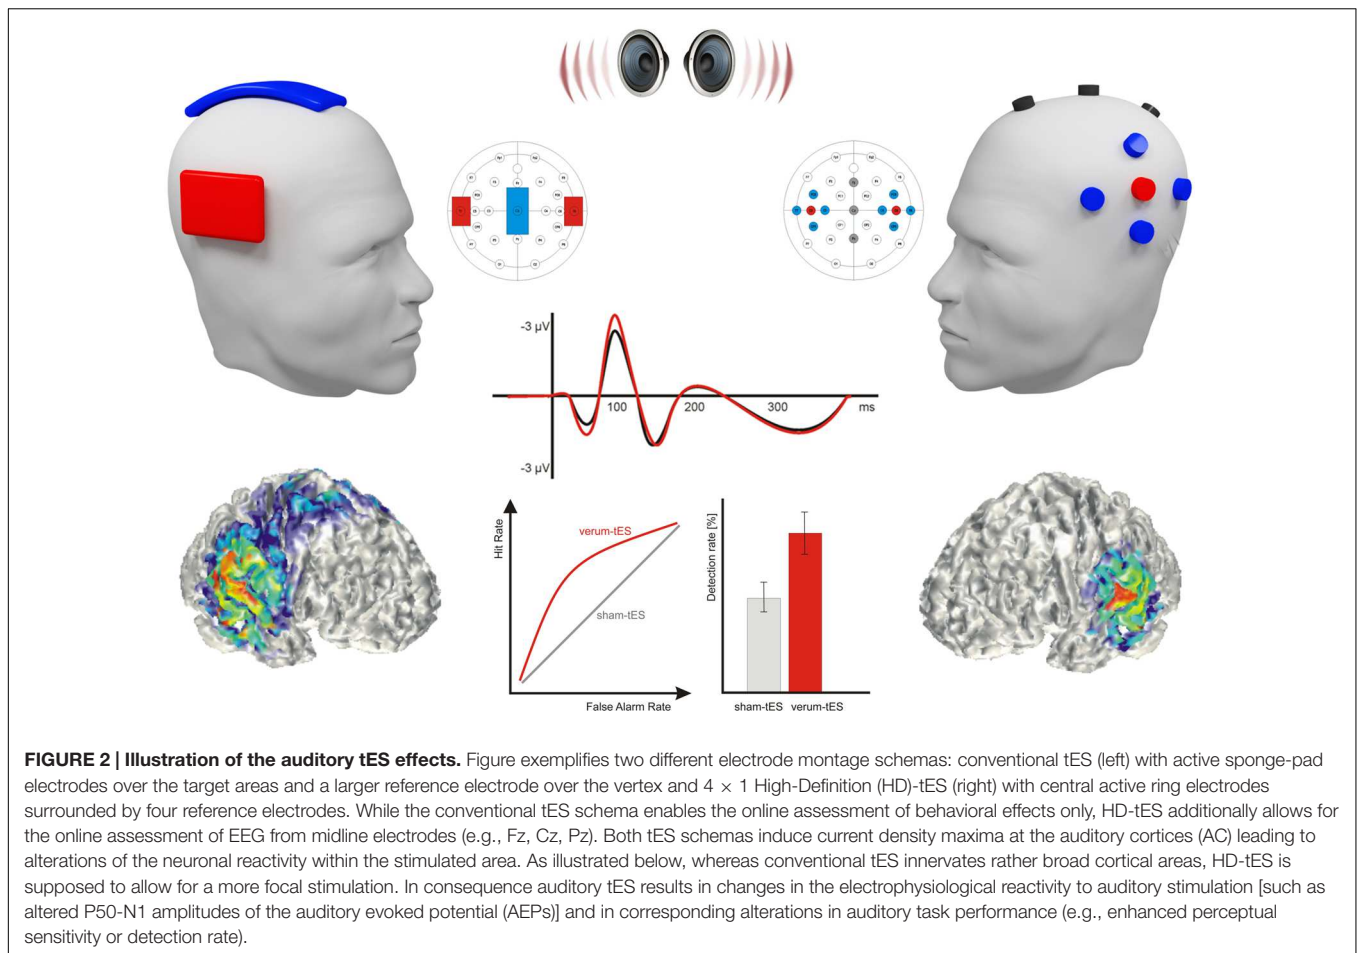 -3 µV
100
200
300
ms
-3 µV
Hit Rate
verum-tES
sham-tES
False Alarm Rate
Detection rate [%]
sham-tES
verum-tES
FIGURE 2 | Illustration of the auditory tES effects. Figure exemplifies two different electrode montage schemas: conventional tES (left) with active sponge-pad
electrodes over the target areas and a larger reference electrode over the vertex and 4 × 1 High-Definition (HD)-tES (right) with central active ring electrodes
surrounded by four reference electrodes. While the conventional tES schema enables the online assessment of behavioral effects only, HD-tES additionally allows for
the online assessment of EEG from midline electrodes (e.g., Fz, Cz, Pz). Both tES schemas induce current density maxima at the auditory cortices (AC) leading to
alterations of the neuronal reactivity within the stimulated area. As illustrated below, whereas conventional tES innervates rather broad cortical areas, HD-tES is
supposed to allow for a more focal stimulation. In consequence auditory tES results in changes in the electrophysiological reactivity to auditory stimulation [such as
altered P50-N1 amplitudes of the auditory evoked potential (AEPs)] and in corresponding alterations in auditory task performance (e.g., enhanced perceptual
sensitivity or detection rate).